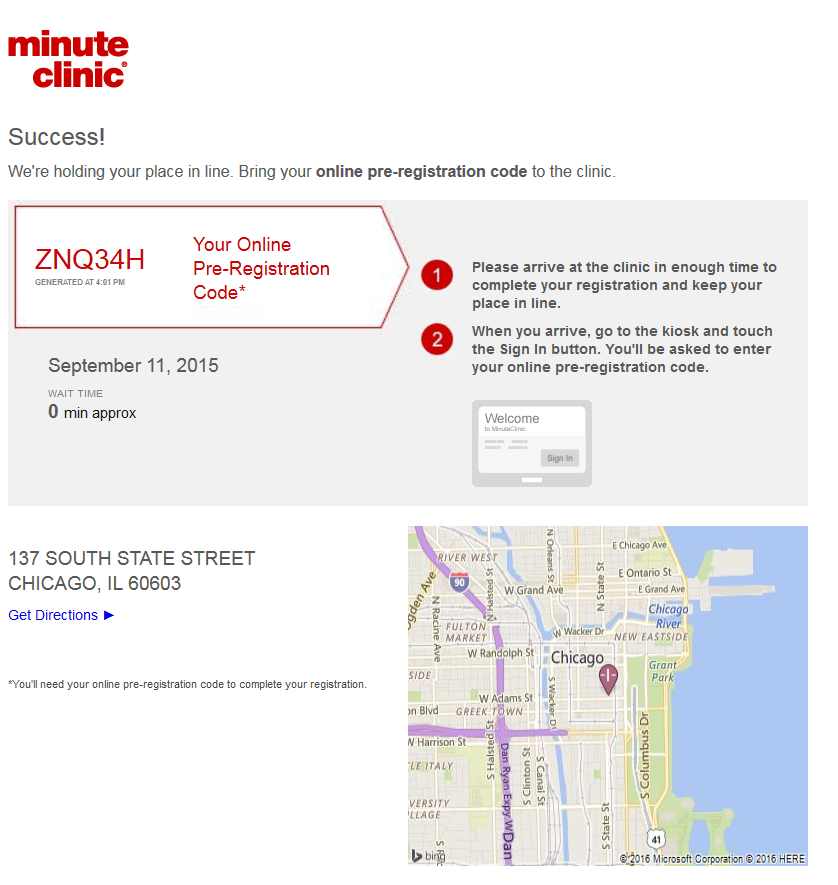 minute
clinic®
Success!
We're holding your place in line. Bring your online pre-registration code to the clinic.
ZNQ34H
GENERATED AT 4:01 PM
Your Online
Pre-Registration
Code*
September 11, 2015
WAIT TIME
0 min approx
1
Please arrive at the clinic in enough time to
complete your registration and keep your
place in line.
2
When you arrive, go to the kiosk and touch
the Sign In button. You'll be asked to enter
your online pre-registration code.
Welcome
to MinuteClinic
Sign In
137 SOUTH STATE STREET
CHICAGO, IL 60603
Get Directions ►
*You'll need your online pre-registration code to complete your registration.
RIVER WEST
N Orleans St
E Chicago Ave
90
N Halsted St
N State St
E Ontario St
Ogden Ave
W Grand Ave
E Grand Ave
N Racine Ave
Chicago
River
FULTON
MARKET
W Wacker Dr
NEW EASTSIDE
W Randolph St
Chicago
Grant
Park
SIDE
S Wacker Dr
W Adams St
on Blvd
GREEK TOWN
W Harrison St
S Halsted St
S Columbus Dr
LE ITALY
Dan Ryan Expy W
S Clinton St
S Canal St
VERSITY
LLAGE
S State St
Dan
41
bing
© 2016 Microsoft Corporation © 2016 HERE